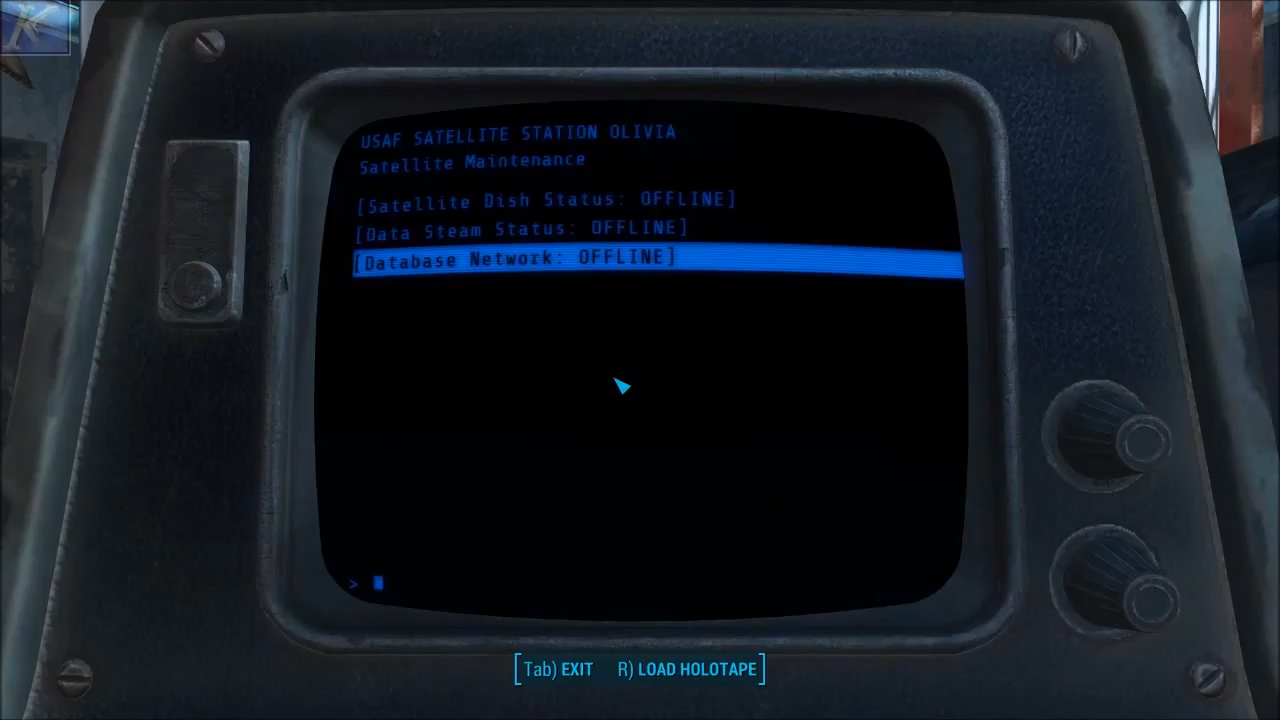 USAF SATELLITE STATION OLIVIA
Satellite Maintenance
[Satellite Dish Status: OFFLINE]
[Data Steam Status: OFFLINE]
[Database Network: OFFLINE]
>
[Tab) EXIT R) LOAD HOLOTAPE]